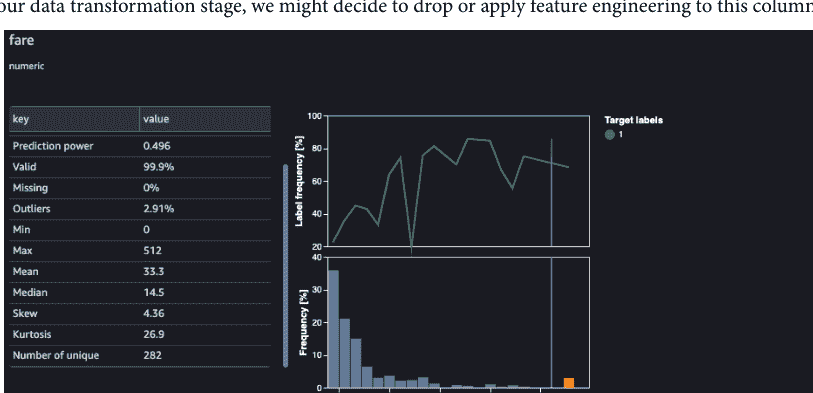 our data transformation stage, we might decide to drop or apply feature engineering to this column
fare
numeric
key value
Prediction power 0.496
Valid 99.9%
Missing 0%
Outliers 2.91%
Min 0
Max 512
Mean 33.3
Median 14.5
Skew 4.36
Kurtosis 26.9
Number of unique 282
Label frequency [%]
100
80
60
40
20
Target labels
1
Frequency [%]
40
30
20
10
0